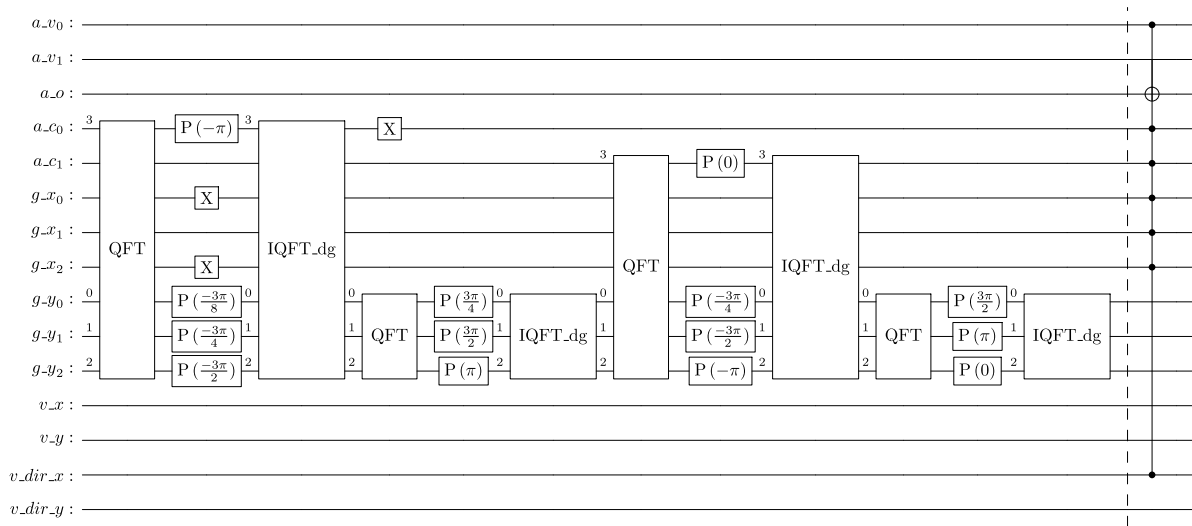 a_v₀ :
a_v₁ :
a_o :
a_c₀ : 3 P (−π) 3 X
a_c₁ : 3 P (0) 3
g_x₀ : X
g_x₁ :
QFT IQFT_dg
g_x₂ : X QFT IQFT_dg
g_y₀ : 0 P (−3π/8) 0 0 P (3π/4) 0 0 P (−3π/4) 0 0 P (3π/2) 0
g_y₁ : 1 P (−3π/4) 1 1 QFT P (3π/2) 1 IQFT_dg 1 P (−3π/2) 1 1 QFT P (π) 1 IQFT_dg
g_y₂ : 2 P (−3π/2) 2 2 P (π) 2 2 P (−π) 2 2 P (0) 2
v_x :
v_y :
v_dir_x :
v_dir_y :